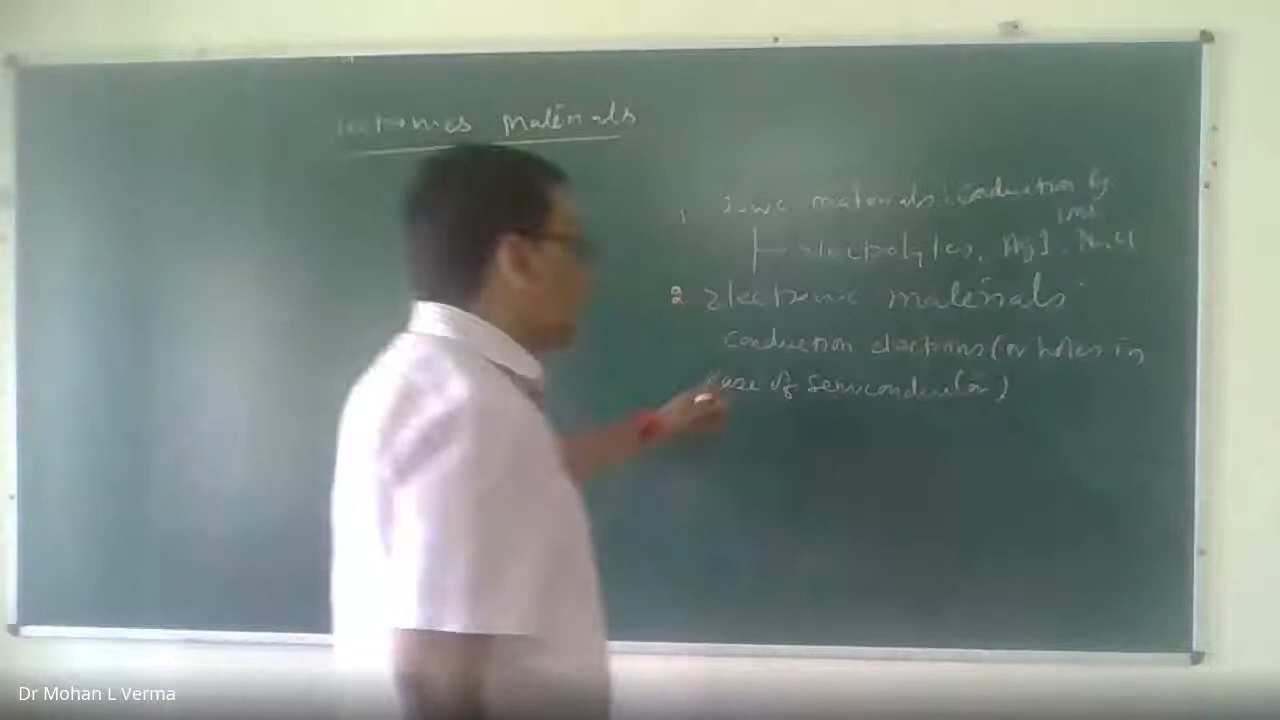 materials
1 Ionic materials: Conduction by
ions
electrolytes, AgI, NaCl
2 Electronic materials
conduction electrons (or holes in
case of semiconductor)
Dr Mohan L Verma